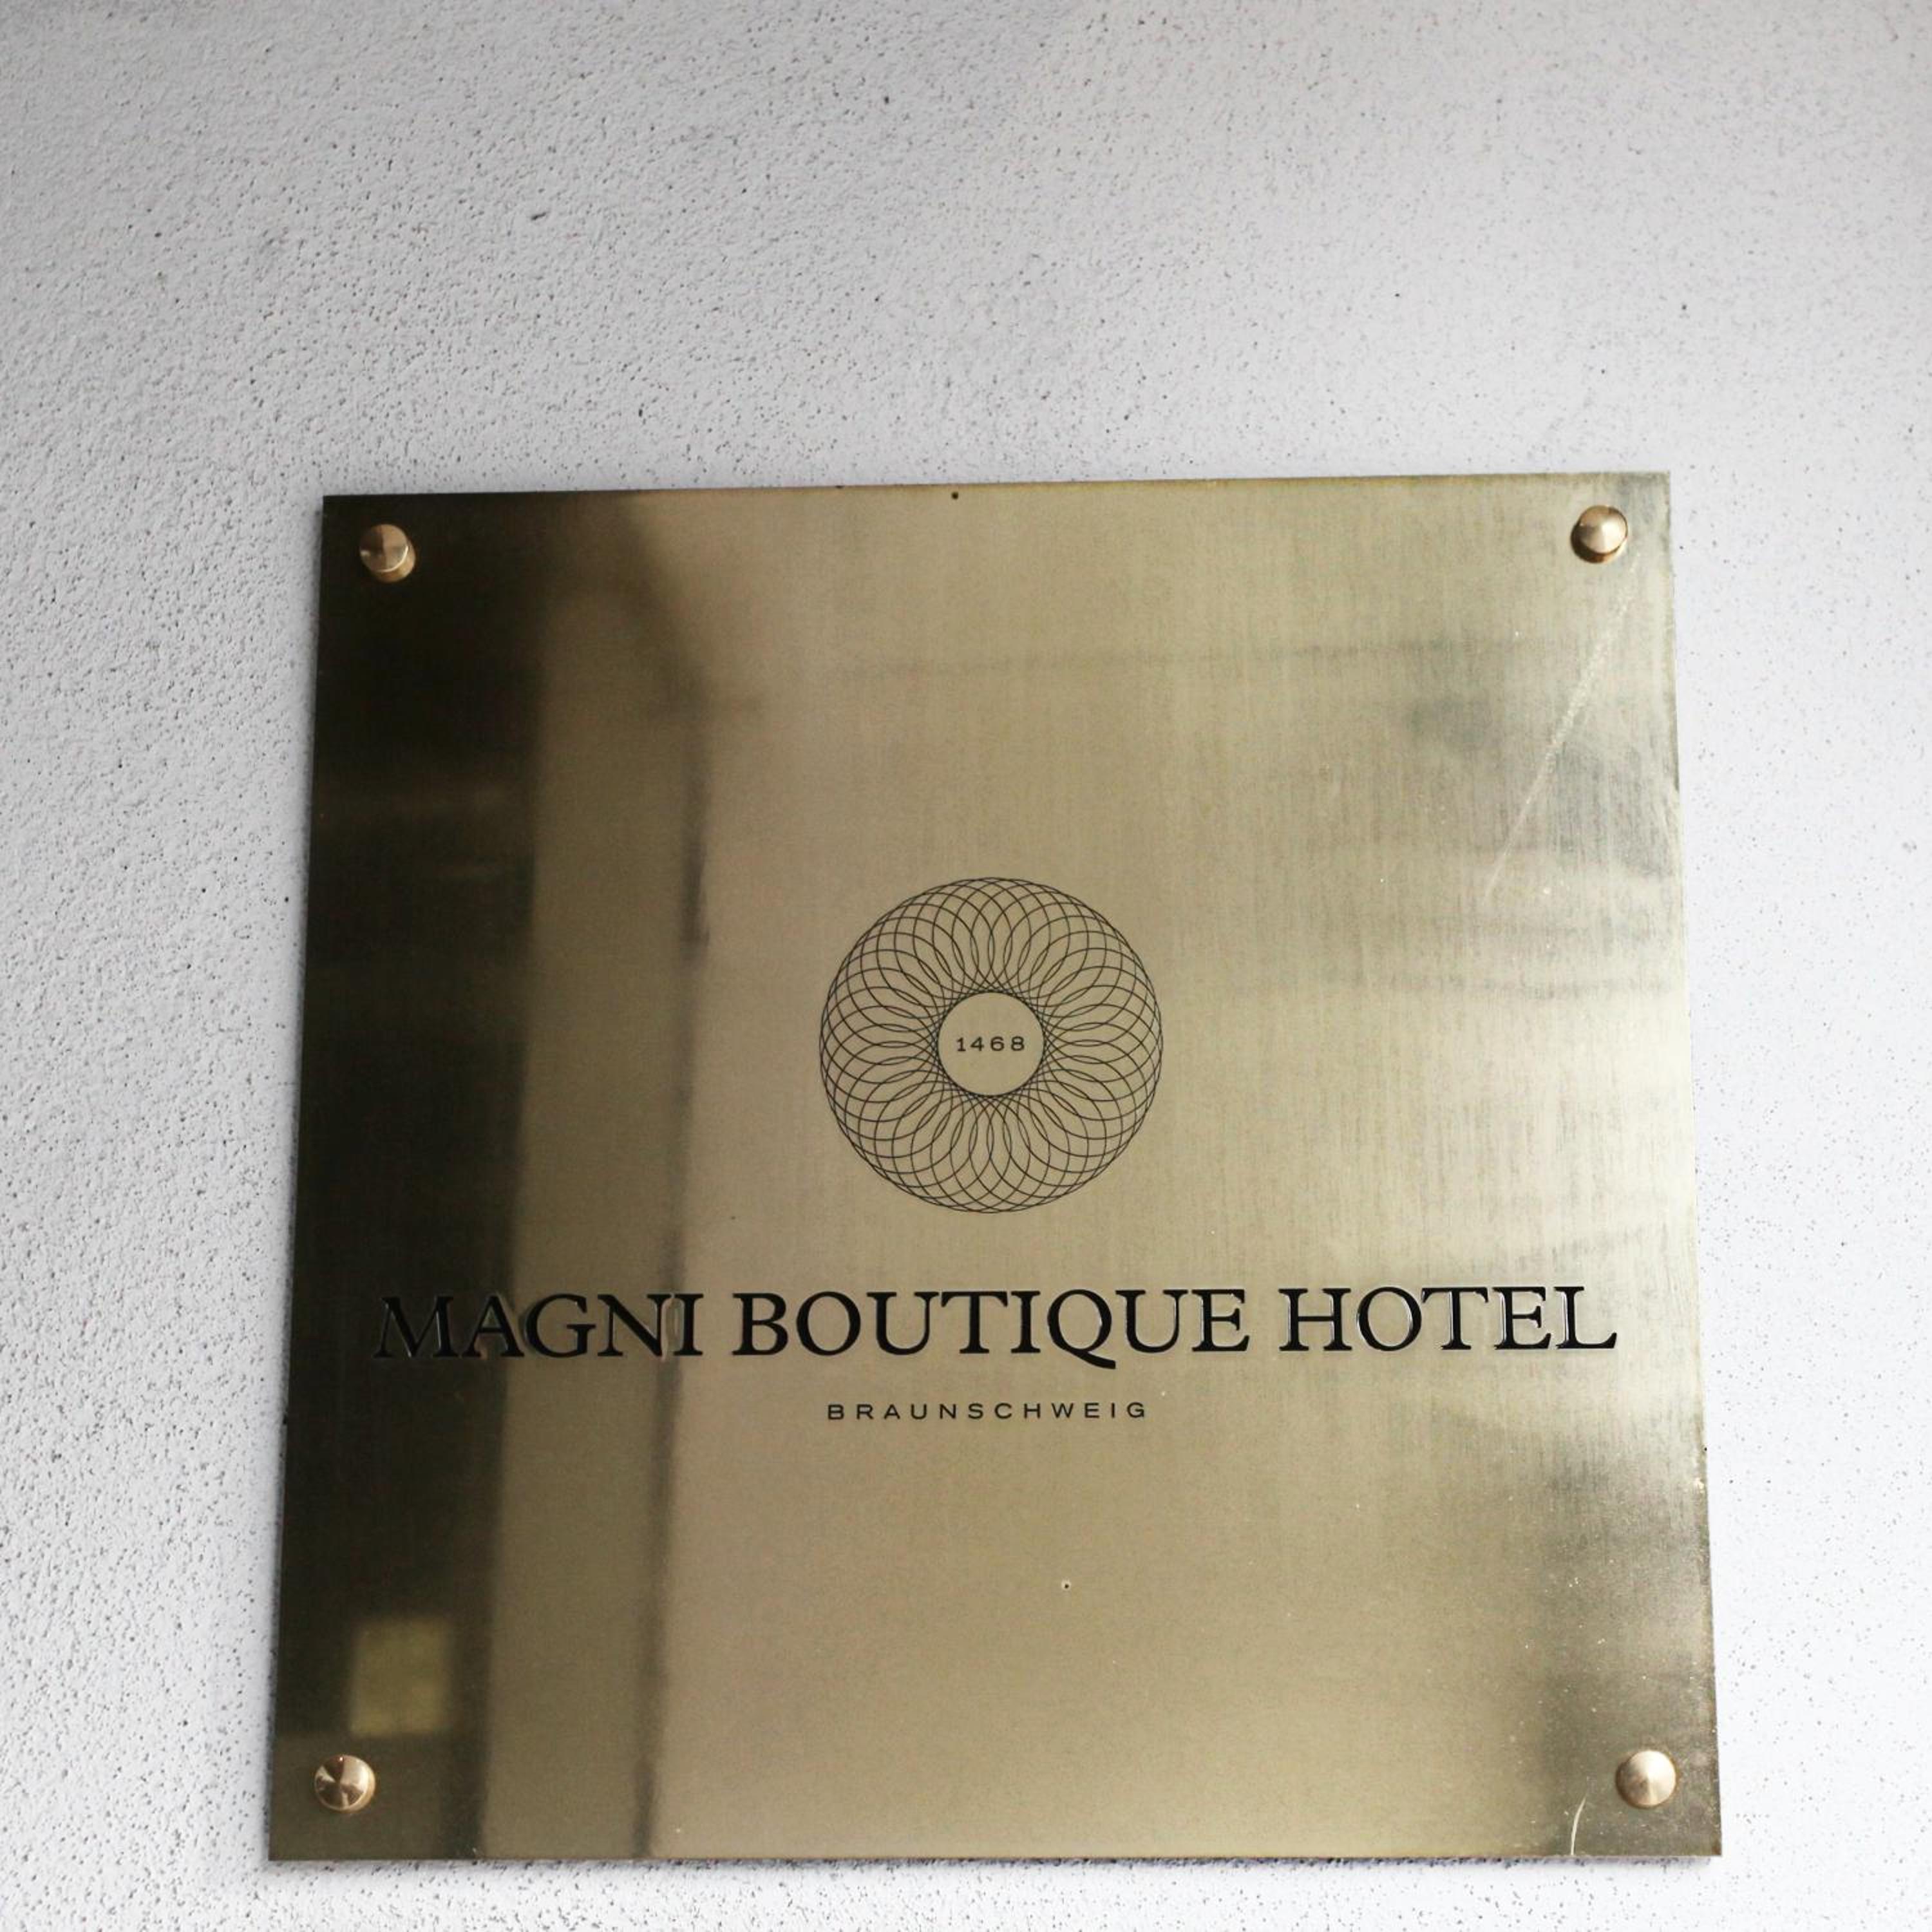 1468
MAGNI BOUTIQUE HOTEL
BRAUNSCHWEIG